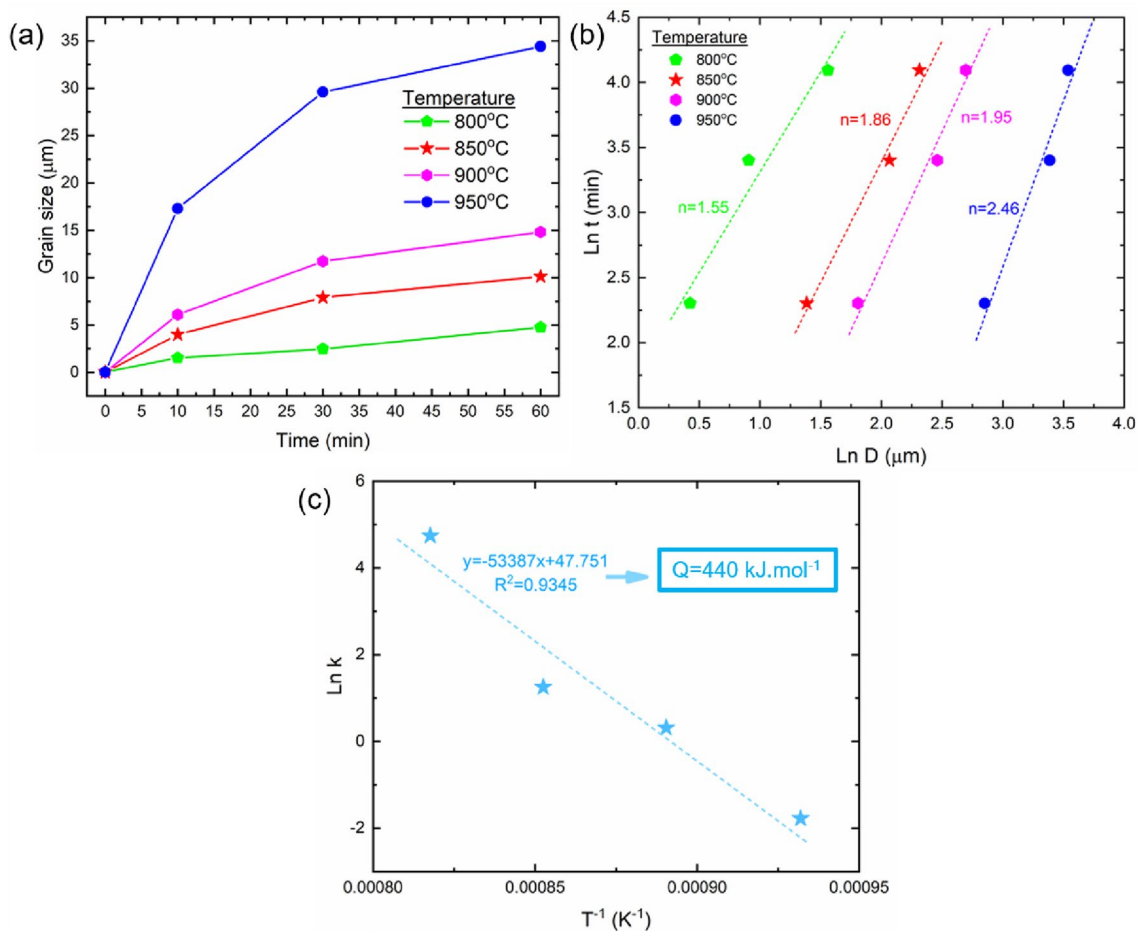 (a)
35
30
25
20
15
10
5
0
Grain size (μm)
Temperature
800°C
850°C
900°C
950°C
0 5 10 15 20 25 30 35 40 45 50 55 60
Time (min)
(b)
4.5
4.0
3.5
3.0
2.5
2.0
1.5
Ln t (min)
Temperature
800°C
850°C
900°C
950°C
n=1.86
n=1.95
n=1.55
n=2.46
0.0 0.5 1.0 1.5 2.0 2.5 3.0 3.5 4.0
Ln D (μm)
(c)
6
4
2
0
-2
Ln k
y=-53387x+47.751
R²=0.9345
Q=440 kJ.mol⁻¹
0.00080 0.00085 0.00090 0.00095
T⁻¹ (K⁻¹)